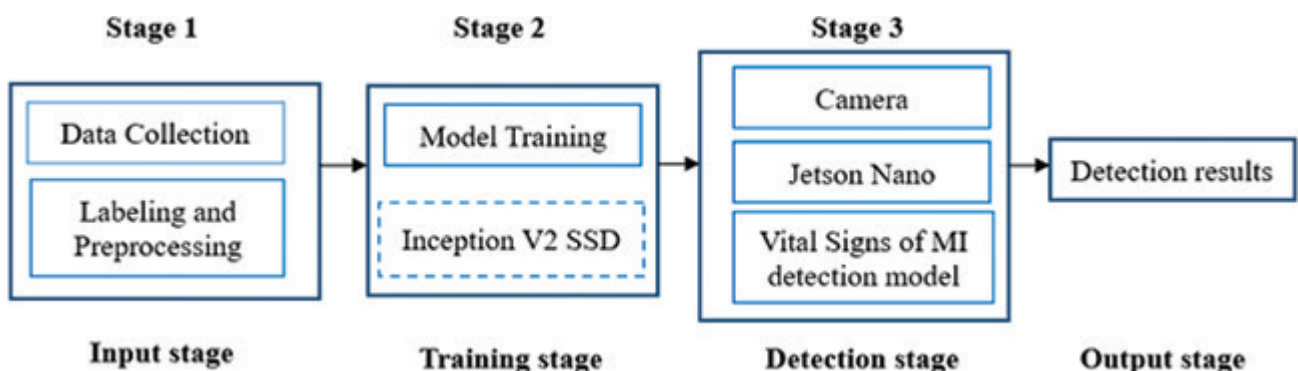 Stage 1
Stage 2
Stage 3
Data Collection
Labeling and
Preprocessing
Model Training
Inception V2 SSD
Camera
Jetson Nano
Vital Signs of MI
detection model
Detection results
Input stage
Training stage
Detection stage
Output stage